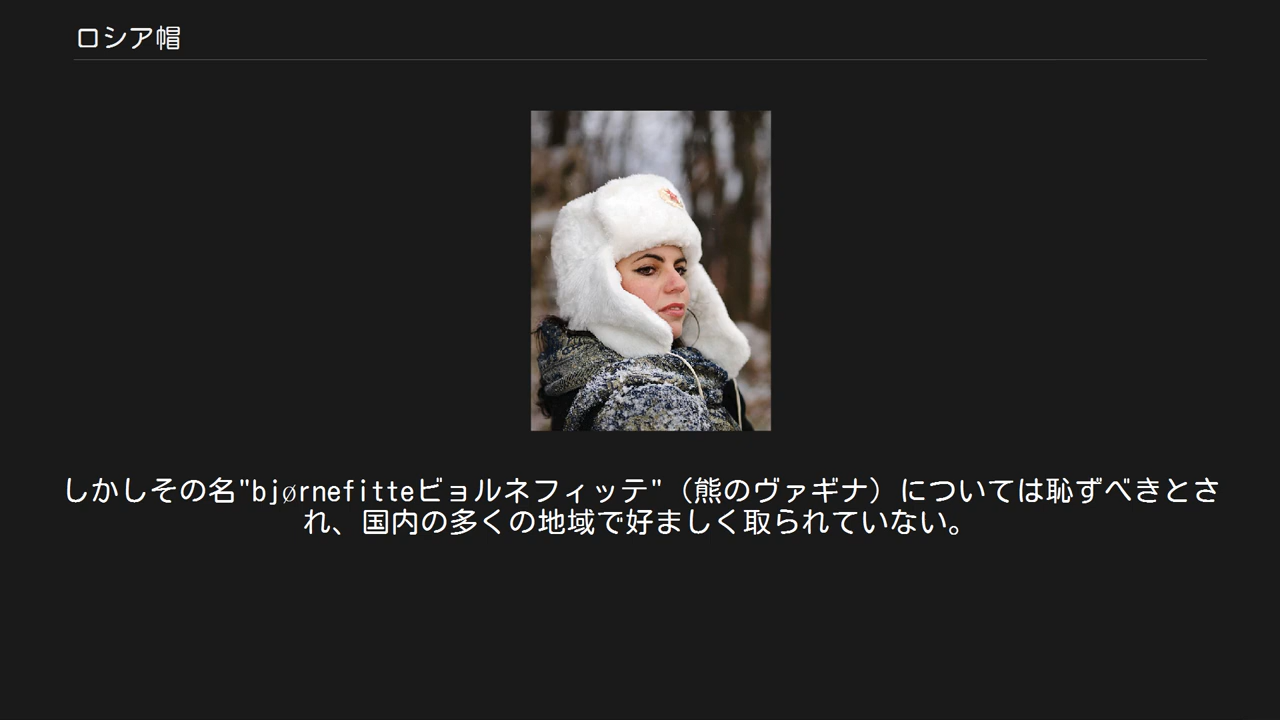 ロシア帽
しかしその名"bjørnefitteビョルネフィッテ"（熊のヴァギナ）については恥ずべきとさ
れ、国内の多くの地域で好ましく取られていない。